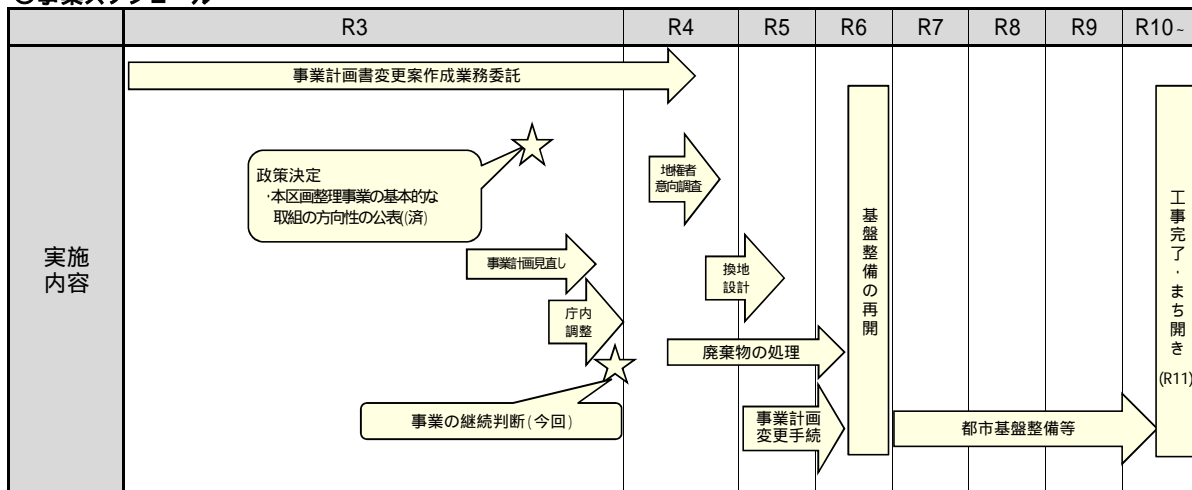 ○事業スケジュール
R3
R4
R5
R6
R7
R8
R9
R10~
実施
内容
事業計画書変更案作成業務委託
政策決定
・本区画整理事業の基本的な
取組の方向性の公表((済)
地権者
意向調査
事業計画見直し
換地
設計
庁内
調整
廃棄物の処理
事業の継続判断(今回)
事業計画
変更手続
基盤整備の再開
都市基盤整備等
工事完了・まち開き
(R11)